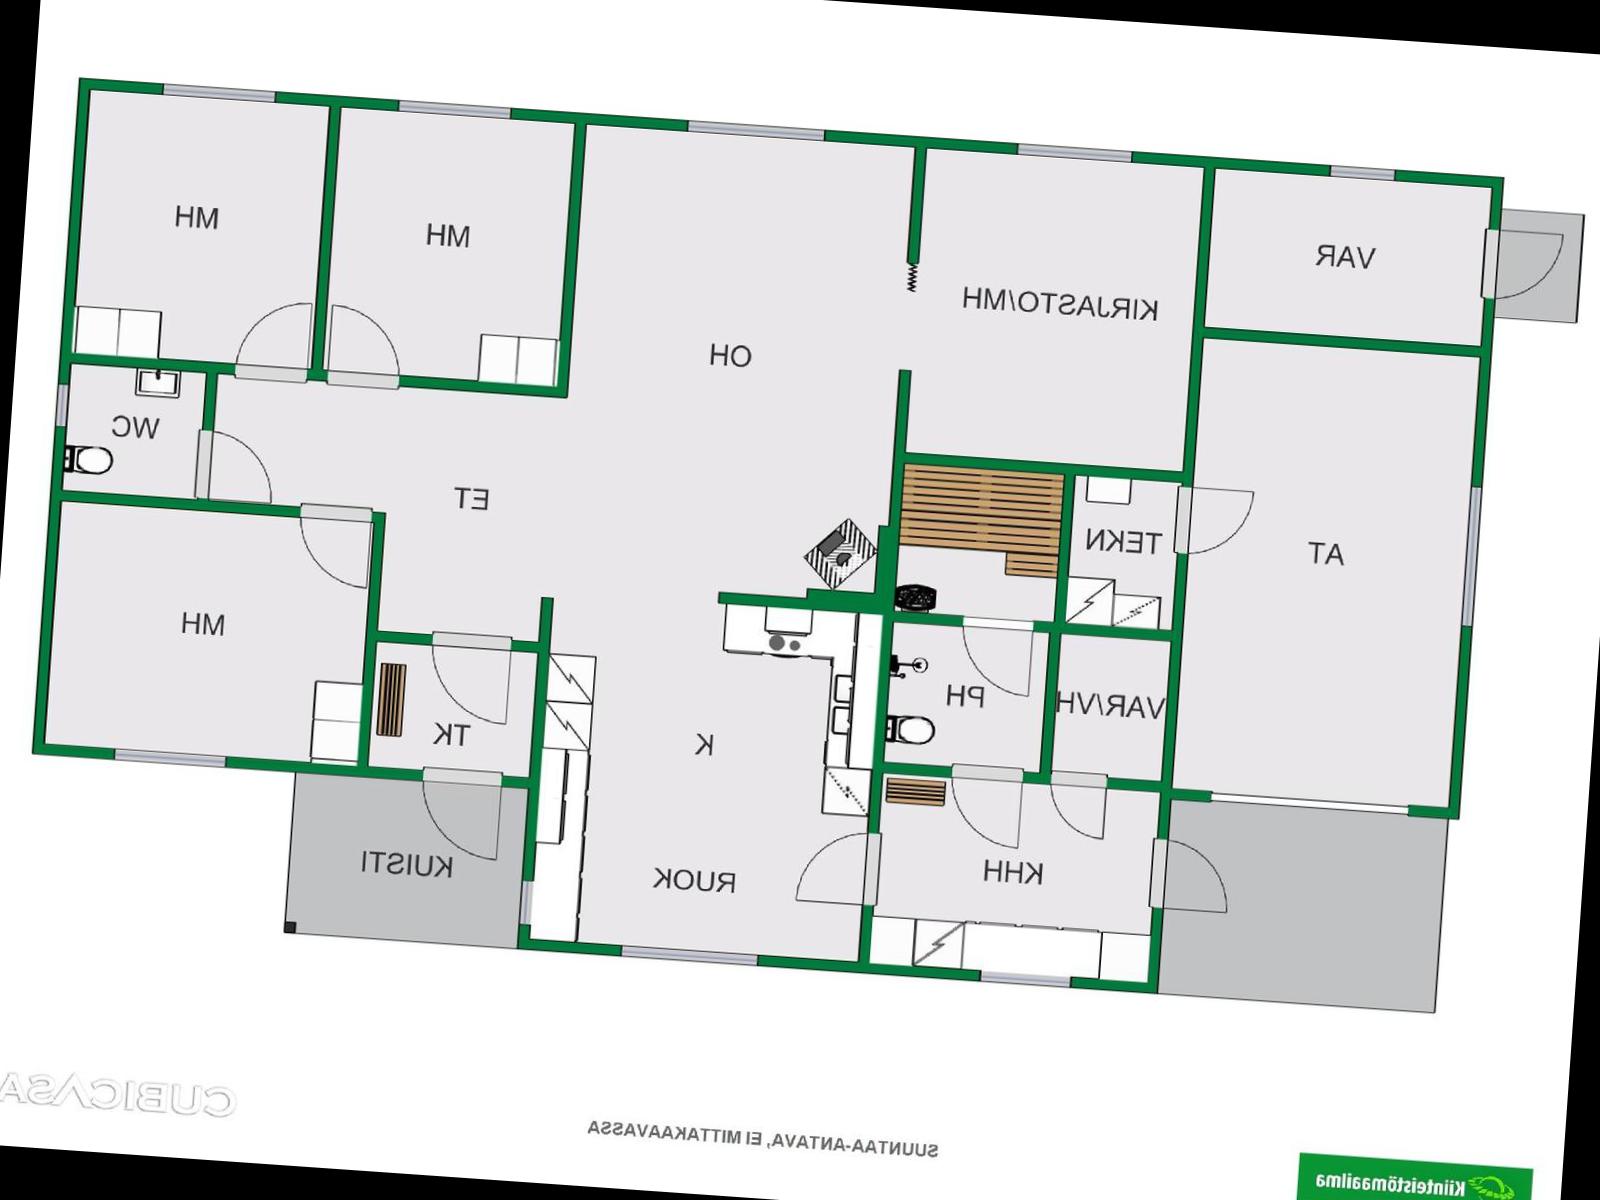 MH
MH
VAR
KIRJASTO/MH
OH
WC
ET
TEKN
AT
MH
PH
VAR/VH
TK
K
KUISTI
RUOK
KHH
CUBICASA
SUUNTAA-ANTAVA, EI MITTAKAAVASSA
Kiinteistömaailma